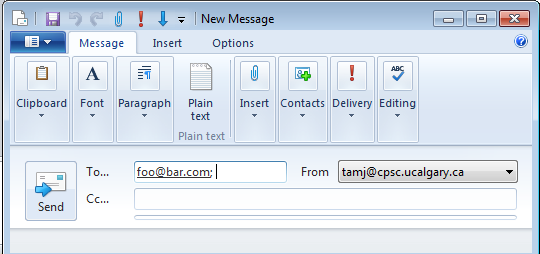 New Message
Message Insert Options
Clipboard Font Paragraph Plain text Insert Contacts Delivery Editing
ABC
Plain text
To... foo@bar.com; From tamj@cpsc.ucalgary.ca
Send
Cc...